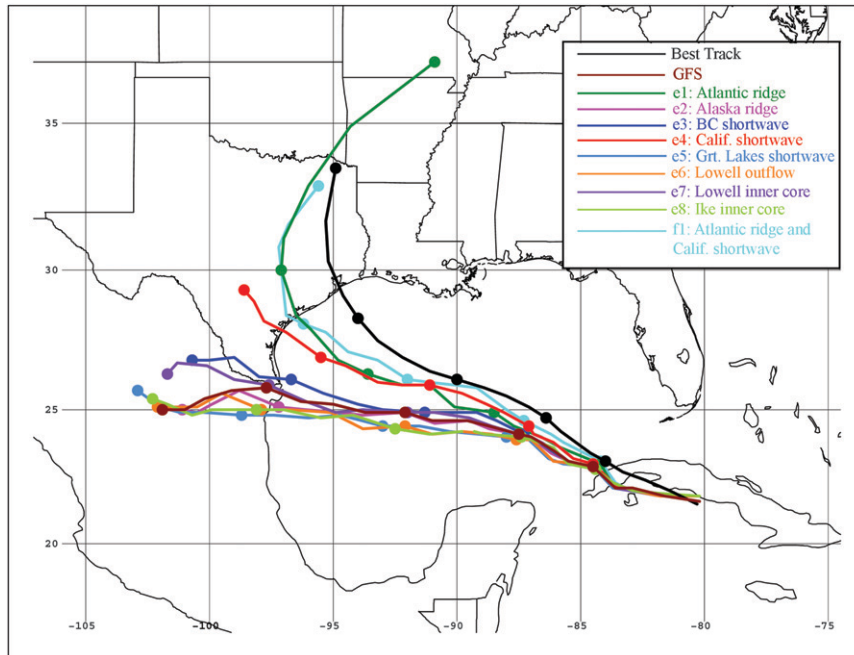 Best Track
GFS
e1: Atlantic ridge
e2: Alaska ridge
e3: BC shortwave
e4: Calif. shortwave
e5: Grt. Lakes shortwave
e6: Lowell outflow
e7: Lowell inner core
e8: Ike inner core
f1: Atlantic ridge and
Calif. shortwave
35
30
25
20
-105 -100 -95 -90 -85 -80 -75